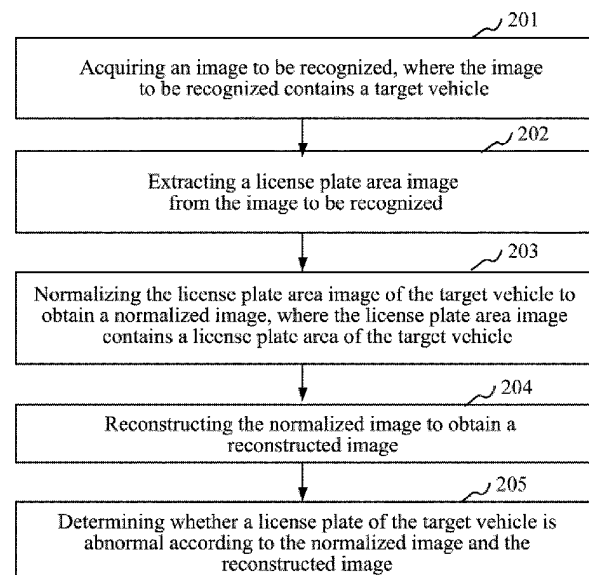 201
Acquiring an image to be recognized, where the image
to be recognized contains a target vehicle
202
Extracting a license plate area image
from the image to be recognized
203
Normalizing the license plate area image of the target vehicle to
obtain a normalized image, where the license plate area image
contains a license plate area of the target vehicle
204
Reconstructing the normalized image to obtain a
reconstructed image
205
Determining whether a license plate of the target vehicle is
abnormal according to the normalized image and the
reconstructed image